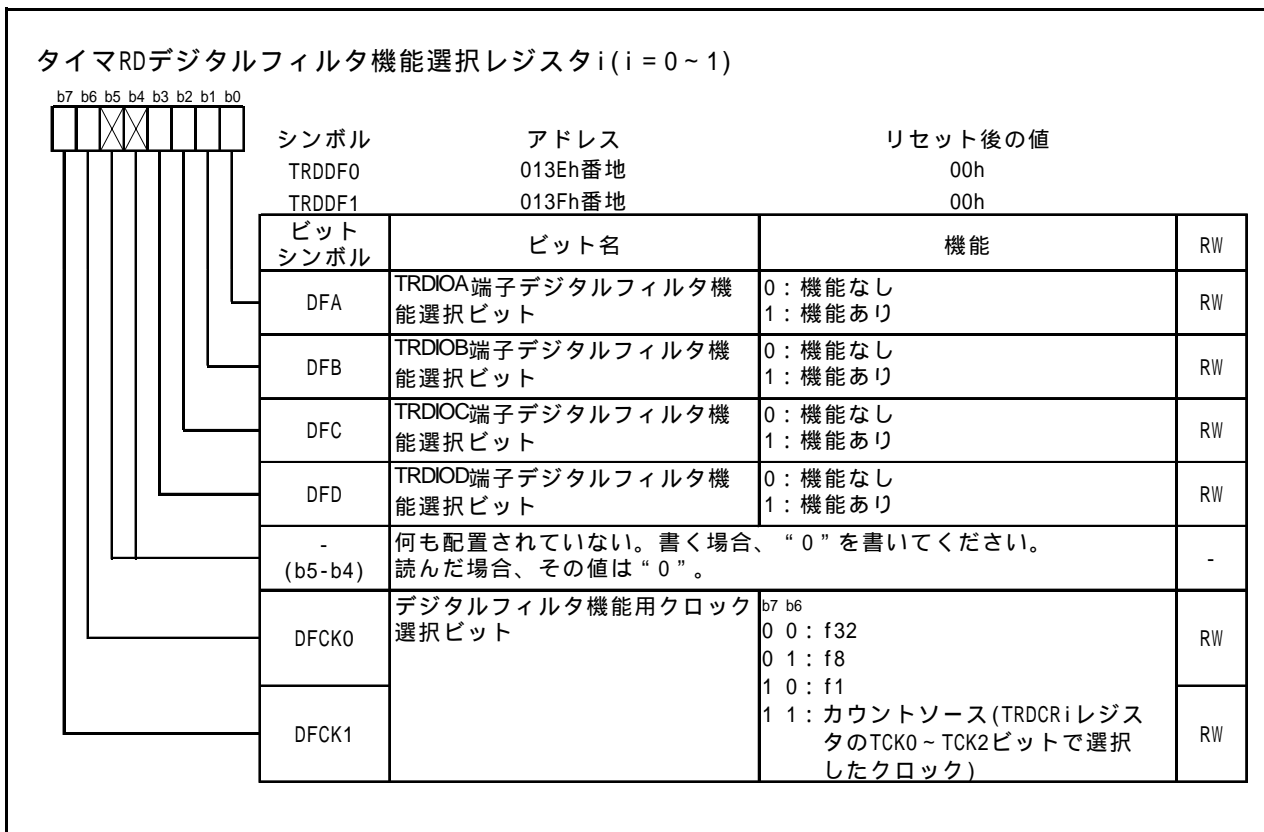 タイマRDデジタルフィルタ機能選択レジスタi(i=0~1)
b7 b6 b5 b4 b3 b2 b1 b0
シンボル アドレス リセット後の値
TRDDF0 013Eh番地 00h
TRDDF1 013Fh番地 00h
ビット
シンボル
ビット名
機能
RW
DFA
TRDIOA端子デジタルフィルタ機
能選択ビット
0:機能なし
1:機能あり
RW
DFB
TRDIOB端子デジタルフィルタ機
能選択ビット
0:機能なし
1:機能あり
RW
DFC
TRDIOC端子デジタルフィルタ機
能選択ビット
0:機能なし
1:機能あり
RW
DFD
TRDIOD端子デジタルフィルタ機
能選択ビット
0:機能なし
1:機能あり
RW
-
(b5-b4)
何も配置されていない。書く場合、“0”を書いてください。
読んだ場合、その値は“0”。
-
DFCK0
デジタルフィルタ機能用クロック
選択ビット
b7 b6
0 0:f32
0 1:f8
1 0:f1
1 1:カウントソース(TRDCRiレジス
タのTCK0~TCK2ビットで選択
したクロック)
RW
DFCK1
RW